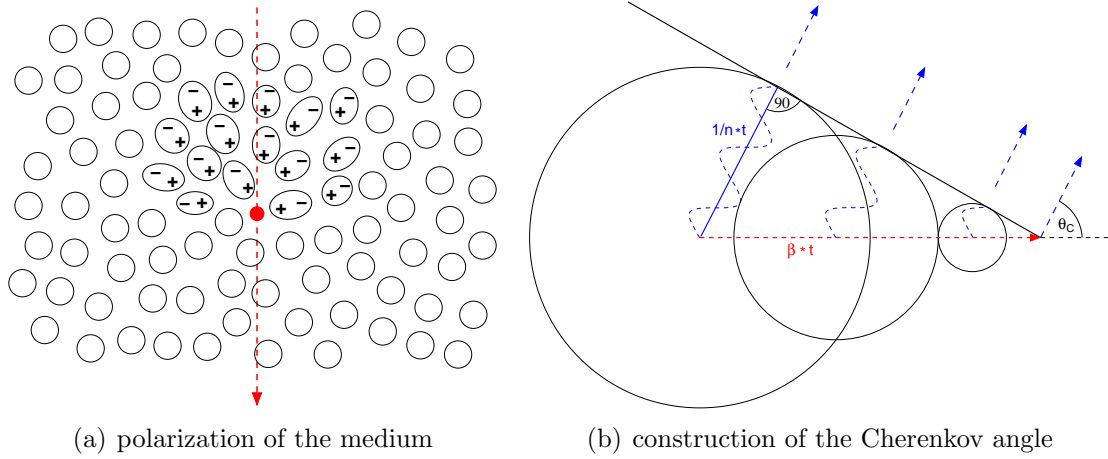 90
1/n*t
β*t
θC
(a) polarization of the medium
(b) construction of the Cherenkov angle